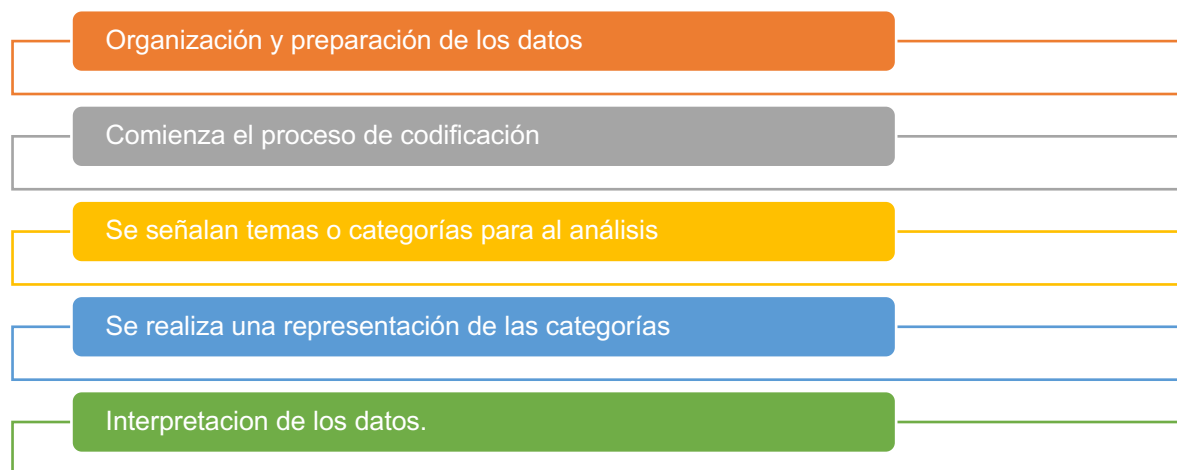 Organización y preparación de los datos
Comienza el proceso de codificación
Se señalan temas o categorías para al análisis
Se realiza una representación de las categorías
Interpretacion de los datos.